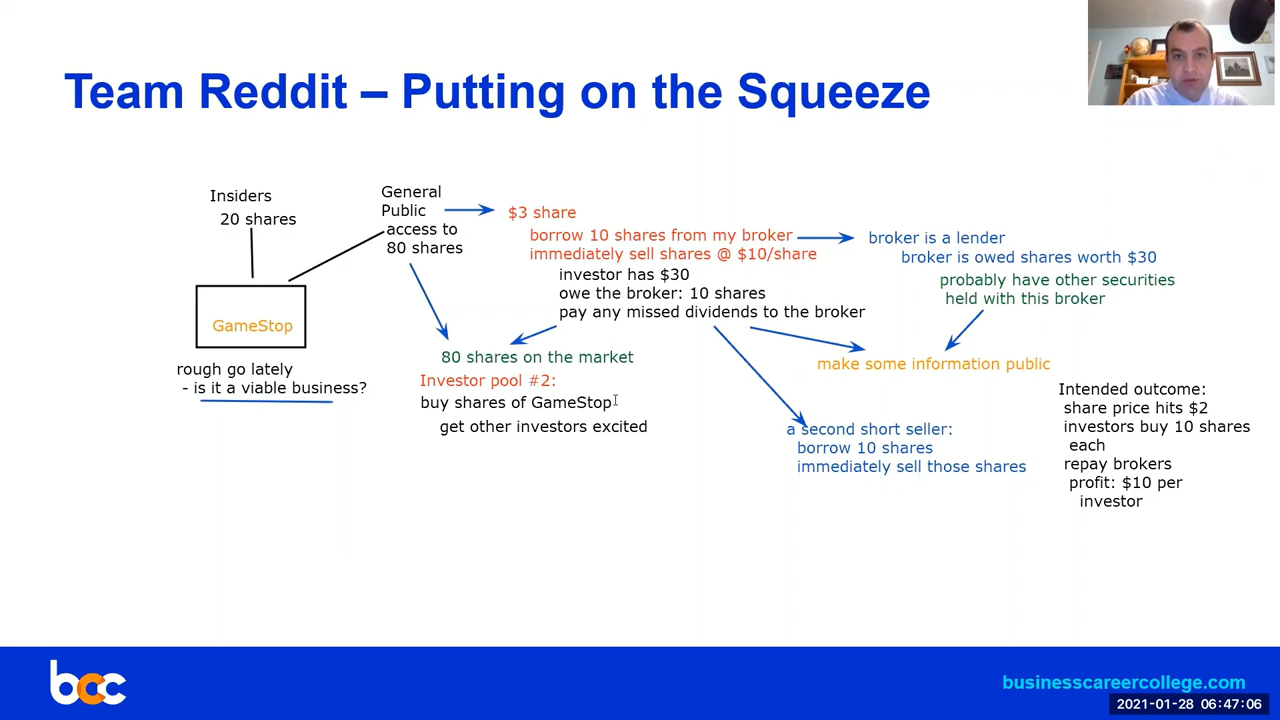 Team Reddit – Putting on the Squeeze
Insiders
20 shares
General
Public
access to
80 shares
$3 share
borrow 10 shares from my broker
immediately sell shares @ $10/share
investor has $30
owe the broker: 10 shares
pay any missed dividends to the broker
broker is a lender
broker is owed shares worth $30
probably have other securities
held with this broker
GameStop
rough go lately
- is it a viable business?
80 shares on the market
Investor pool #2:
buy shares of GameStop
get other investors excited
make some information public
a second short seller:
borrow 10 shares
immediately sell those shares
Intended outcome:
share price hits $2
investors buy 10 shares
each
repay brokers
profit: $10 per
investor
bcc
businesscareercollege.com
2021-01-28 06:47:06